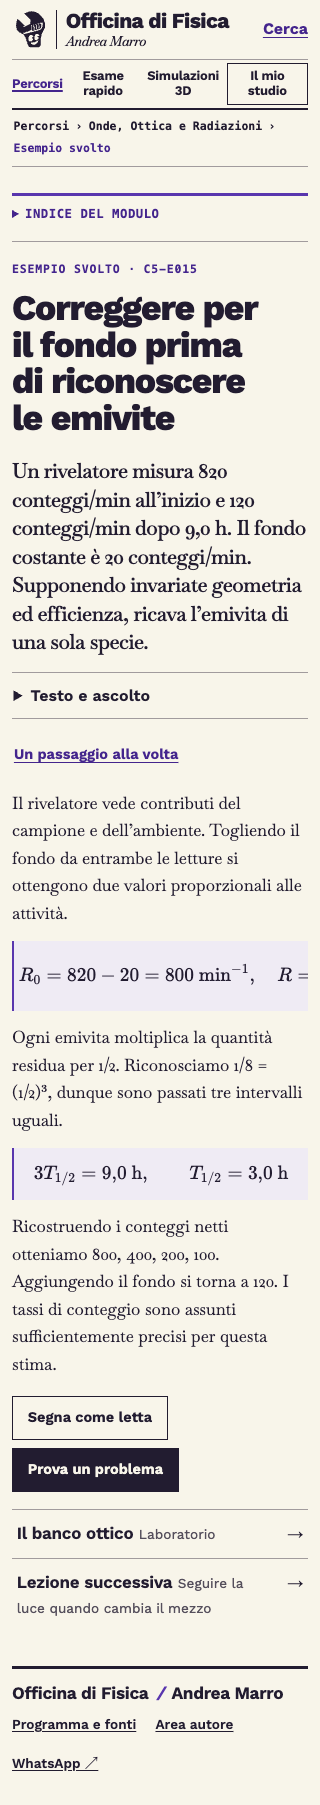 Officina di Fisica
Andrea Marro
Cerca
Percorsi
Esame
rapido
Simulazioni
3D
Il mio
studio
Percorsi › Onde, Ottica e Radiazioni ›
Esempio svolto
▶ INDICE DEL MODULO
ESEMPIO SVOLTO · C5–E015
Correggere per
il fondo prima
di riconoscere
le emivite
Un rivelatore misura 820
conteggi/min all’inizio e 120
conteggi/min dopo 9,0 h. Il fondo
costante è 20 conteggi/min.
Supponendo invariate geometria
ed efficienza, ricava l’emivita di
una sola specie.
▶ Testo e ascolto
Un passaggio alla volta
Il rivelatore vede contributi del
campione e dell’ambiente. Togliendo il
fondo da entrambe le letture si
ottengono due valori proporzionali alle
attività.
R₀ = 820 − 20 = 800 min⁻¹, R =
Ogni emivita moltiplica la quantità
residua per 1/2. Riconosciamo 1/8 =
(1/2)³, dunque sono passati tre intervalli
uguali.
3T₁/₂ = 9,0 h, T₁/₂ = 3,0 h
Ricostruendo i conteggi netti
otteniamo 800, 400, 200, 100.
Aggiungendo il fondo si torna a 120. I
tassi di conteggio sono assunti
sufficientemente precisi per questa
stima.
Segna come letta
Prova un problema
Il banco ottico Laboratorio →
Lezione successiva Seguire la →
luce quando cambia il mezzo
Officina di Fisica / Andrea Marro
Programma e fonti Area autore
WhatsApp ↗